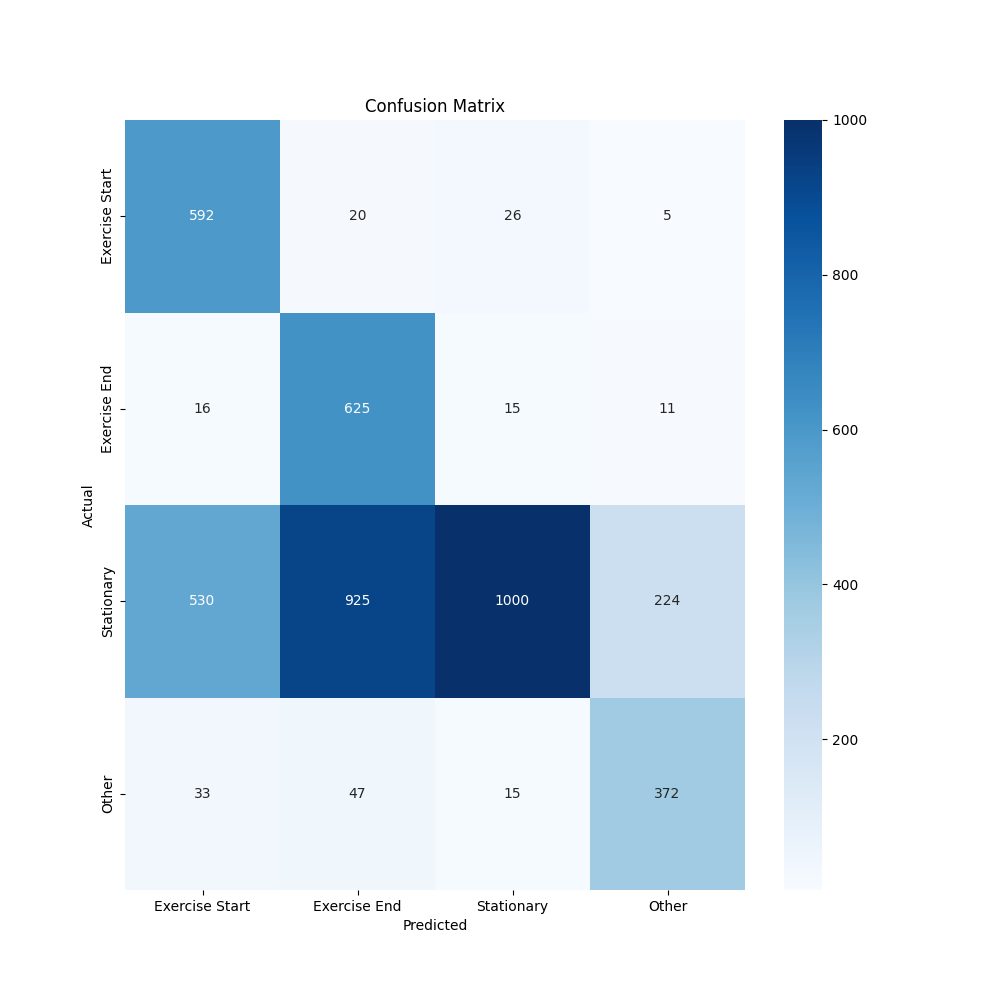 Confusion Matrix
Exercise Start
592 20 26 5
Exercise End
16 625 15 11
Stationary
530 925 1000 224
Other
33 47 15 372
Actual
Exercise Start Exercise End Stationary Other
Predicted
1000
800
600
400
200